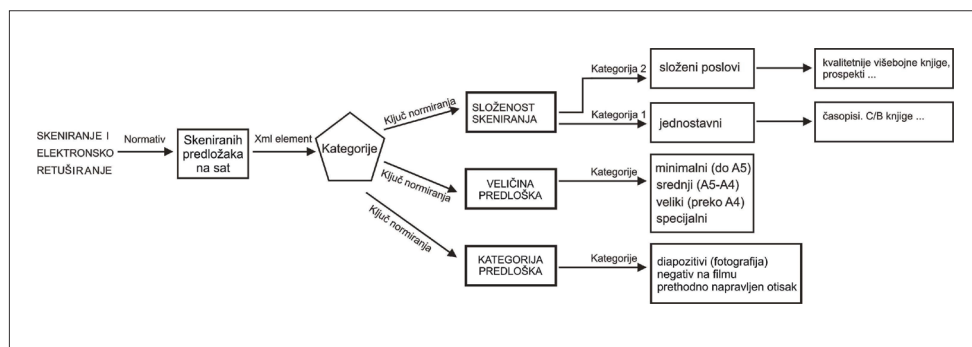 SKENIRANJE I
ELEKTRONSKO
RETUŠIRANJE
Normativ
Skeniranih
predložaka
na sat
Xml element
Kategorije
Ključ normiranja
SLOŽENOST
SKENIRANJA
Kategorija 2
složeni poslovi
kvalitetnije višebojne knjige,
prospekti ...
Kategorija 1
jednostavni
časopisi. C/B knjige ...
Ključ normiranja
VELIČINA
PREDLOŠKA
Kategorije
minimalni (do A5)
srednji (A5-A4)
veliki (preko A4)
specijalni
Ključ normiranja
KATEGORIJA
PREDLOŠKA
Kategorije
diapozitivi (fotografija)
negativ na filmu
prethodno napravljen otisak